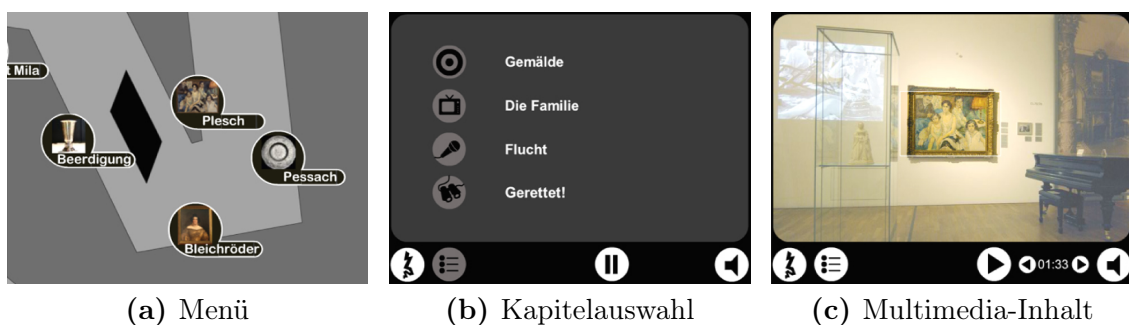 t Mila
Plesch
Beerdigung
Pessach
Bleichröder
Gemälde
Die Familie
Flucht
Gerettet!
01:33
(a) Menü
(b) Kapitelauswahl
(c) Multimedia-Inhalt